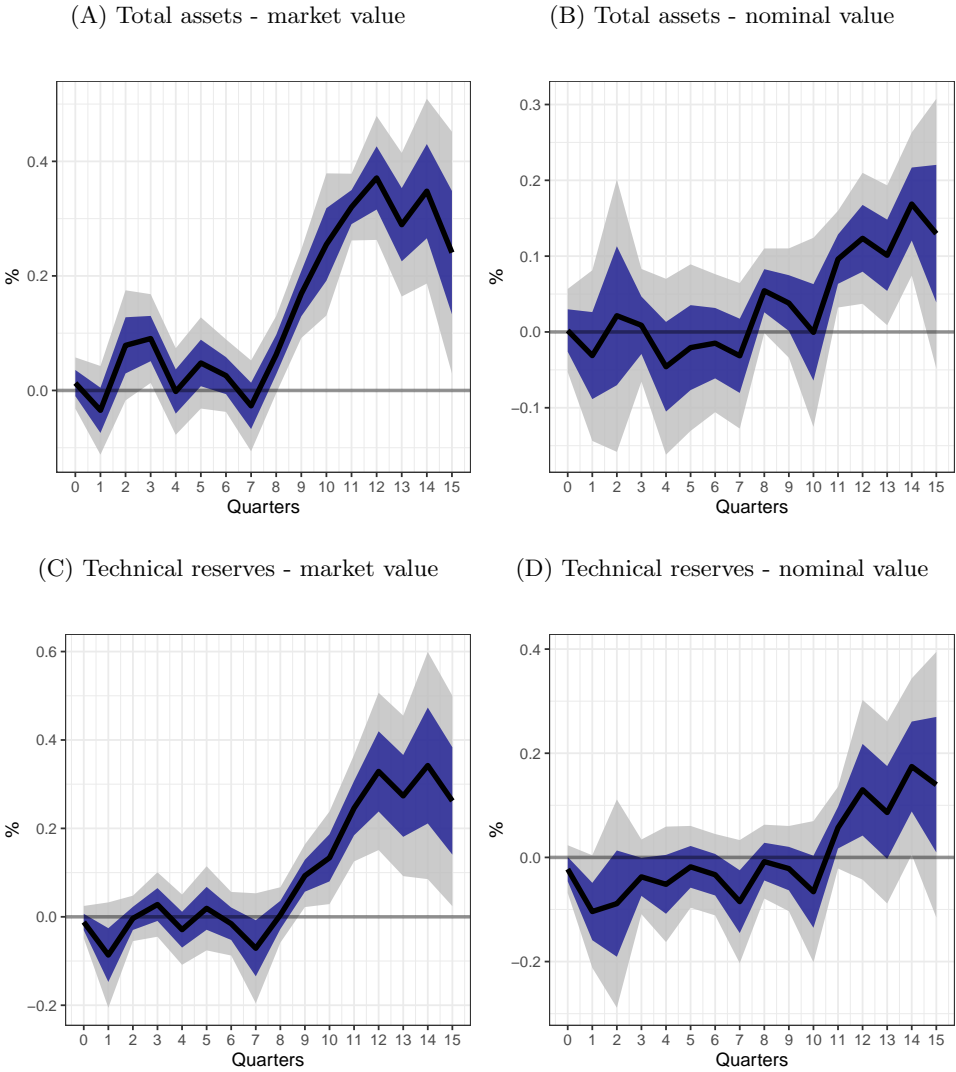 (A) Total assets - market value
(B) Total assets - nominal value
%
0.4
0.2
0.0
0 1 2 3 4 5 6 7 8 9 10 11 12 13 14 15
Quarters
%
0.3
0.2
0.1
0.0
−0.1
0 1 2 3 4 5 6 7 8 9 10 11 12 13 14 15
Quarters
(C) Technical reserves - market value
(D) Technical reserves - nominal value
%
0.6
0.4
0.2
0.0
−0.2
0 1 2 3 4 5 6 7 8 9 10 11 12 13 14 15
Quarters
%
0.4
0.2
0.0
−0.2
0 1 2 3 4 5 6 7 8 9 10 11 12 13 14 15
Quarters